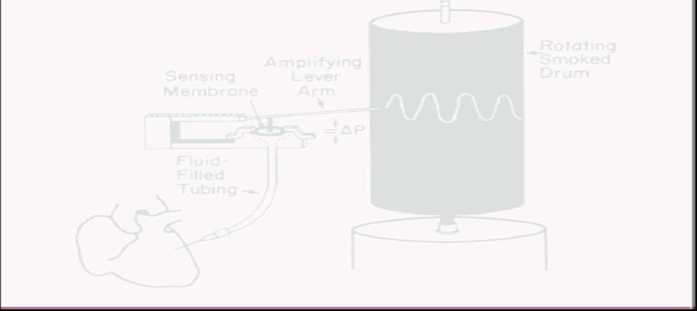 Amplifying
Lever
Arm
Sensing
Membrane
Rotating
Smoked
Drum
=ΔP
Fluid-
Filled
Tubing